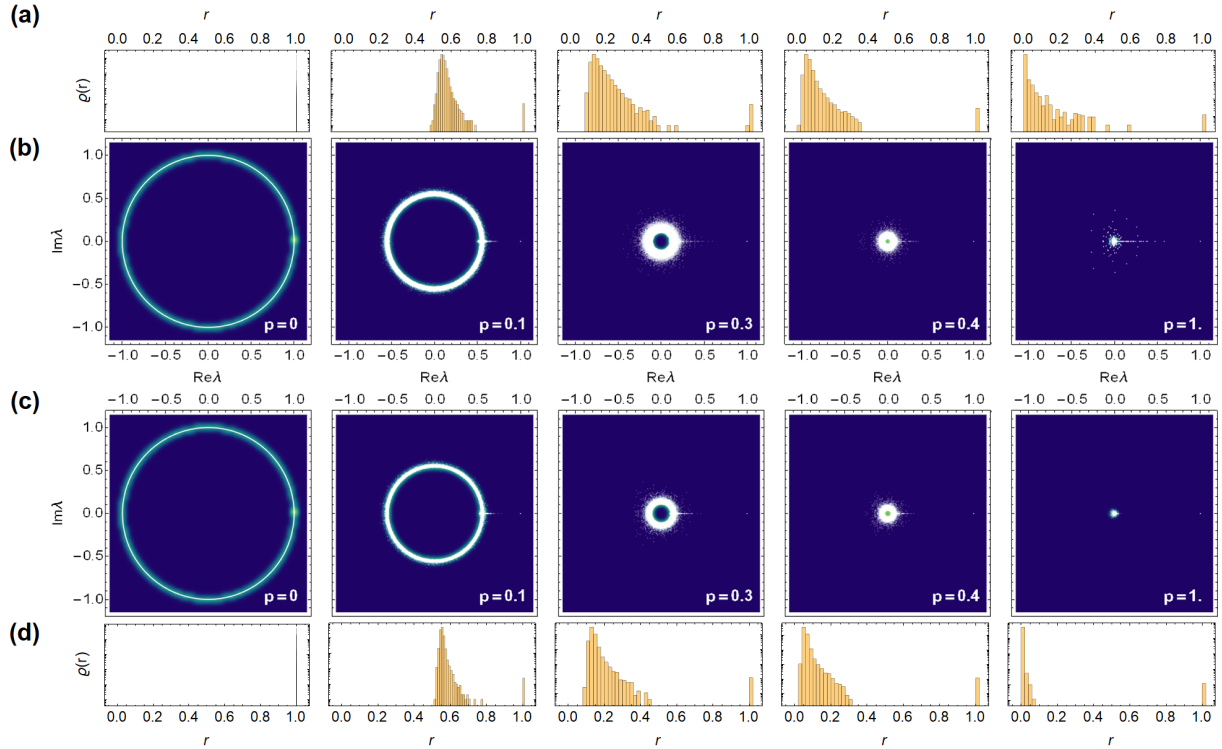 (a)
r r r r r
0.0 0.2 0.4 0.6 0.8 1.0 0.0 0.2 0.4 0.6 0.8 1.0 0.0 0.2 0.4 0.6 0.8 1.0 0.0 0.2 0.4 0.6 0.8 1.0 0.0 0.2 0.4 0.6 0.8 1.0
ϱ(r)
(b)
1.0
0.5
0.0
−0.5
−1.0
Imλ
p=0 p=0.1 p=0.3 p=0.4 p=1.
−1.0 −0.5 0.0 0.5 1.0 −1.0 −0.5 0.0 0.5 1.0 −1.0 −0.5 0.0 0.5 1.0 −1.0 −0.5 0.0 0.5 1.0 −1.0 −0.5 0.0 0.5 1.0
Reλ Reλ Reλ Reλ Reλ
(c)
−1.0 −0.5 0.0 0.5 1.0 −1.0 −0.5 0.0 0.5 1.0 −1.0 −0.5 0.0 0.5 1.0 −1.0 −0.5 0.0 0.5 1.0 −1.0 −0.5 0.0 0.5 1.0
1.0
0.5
0.0
−0.5
−1.0
Imλ
p=0 p=0.1 p=0.3 p=0.4 p=1.
(d)
ϱ(r)
0.0 0.2 0.4 0.6 0.8 1.0 0.0 0.2 0.4 0.6 0.8 1.0 0.0 0.2 0.4 0.6 0.8 1.0 0.0 0.2 0.4 0.6 0.8 1.0 0.0 0.2 0.4 0.6 0.8 1.0
r r r r r